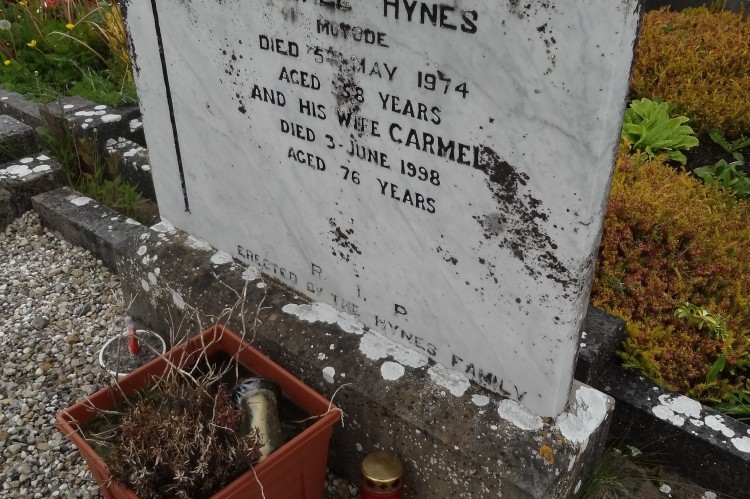 HYNES
MOYODE
DIED 5TH MAY 1974
AGED 58 YEARS
AND HIS WIFE CARMEL
DIED 3 JUNE 1998
AGED 76 YEARS
R. I. P.
ERECTED BY THE HYNES FAMILY